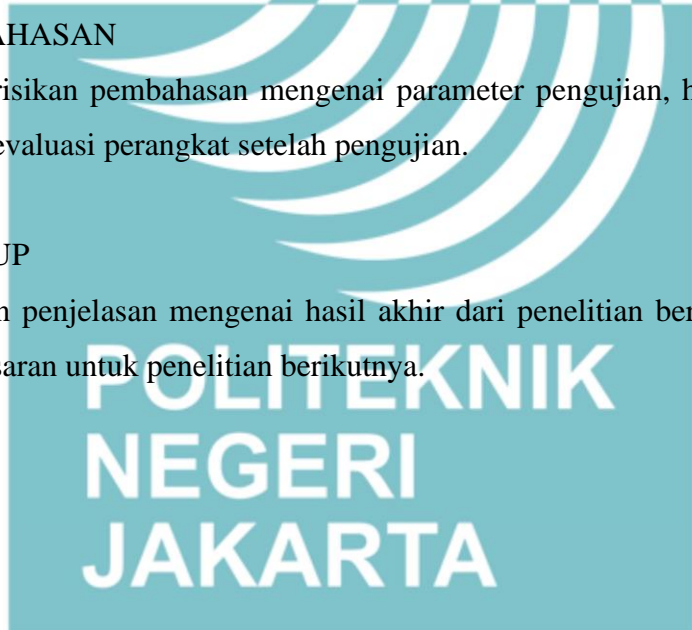 AHASAN
risikan pembahasan mengenai parameter pengujian, h
evaluasi perangkat setelah pengujian.
UP
n penjelasan mengenai hasil akhir dari penelitian ber
saran untuk penelitian berikutnya.
POLITEKNIK
NEGERI
JAKARTA